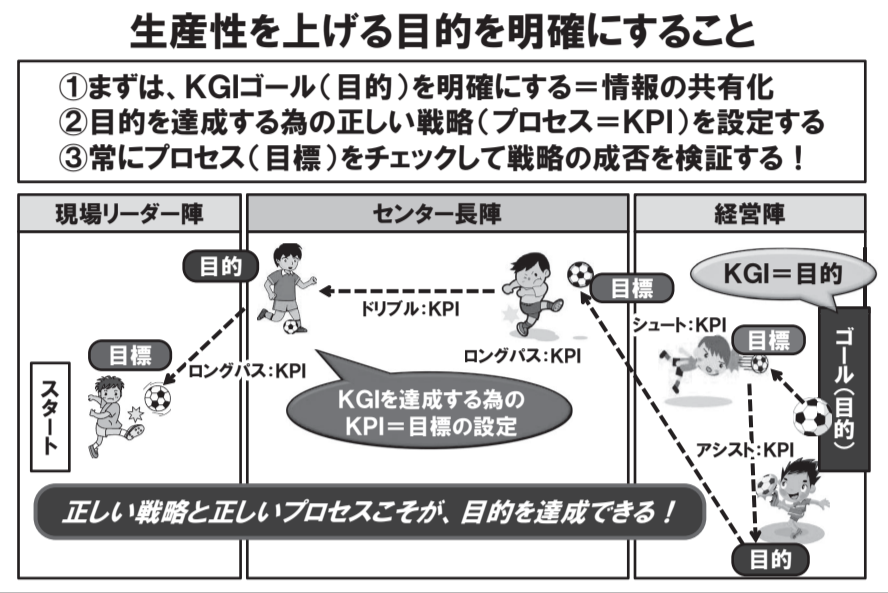 生産性を上げる目的を明確にすること
①まずは、KGIゴール(目的)を明確にする=情報の共有化
②目的を達成する為の正しい戦略(プロセス=KPI)を設定する
③常にプロセス(目標)をチェックして戦略の成否を検証する！
現場リーダー陣
センター長陣
経営陣
目的
目標
KGI=目的
ドリブル:KPI
シュート:KPI
目標
目標
ロングパス:KPI
ロングパス:KPI
スタート
ゴール(目的)
KGIを達成する為の
KPI=目標の設定
アシスト:KPI
正しい戦略と正しいプロセスこそが、目的を達成できる！
目的